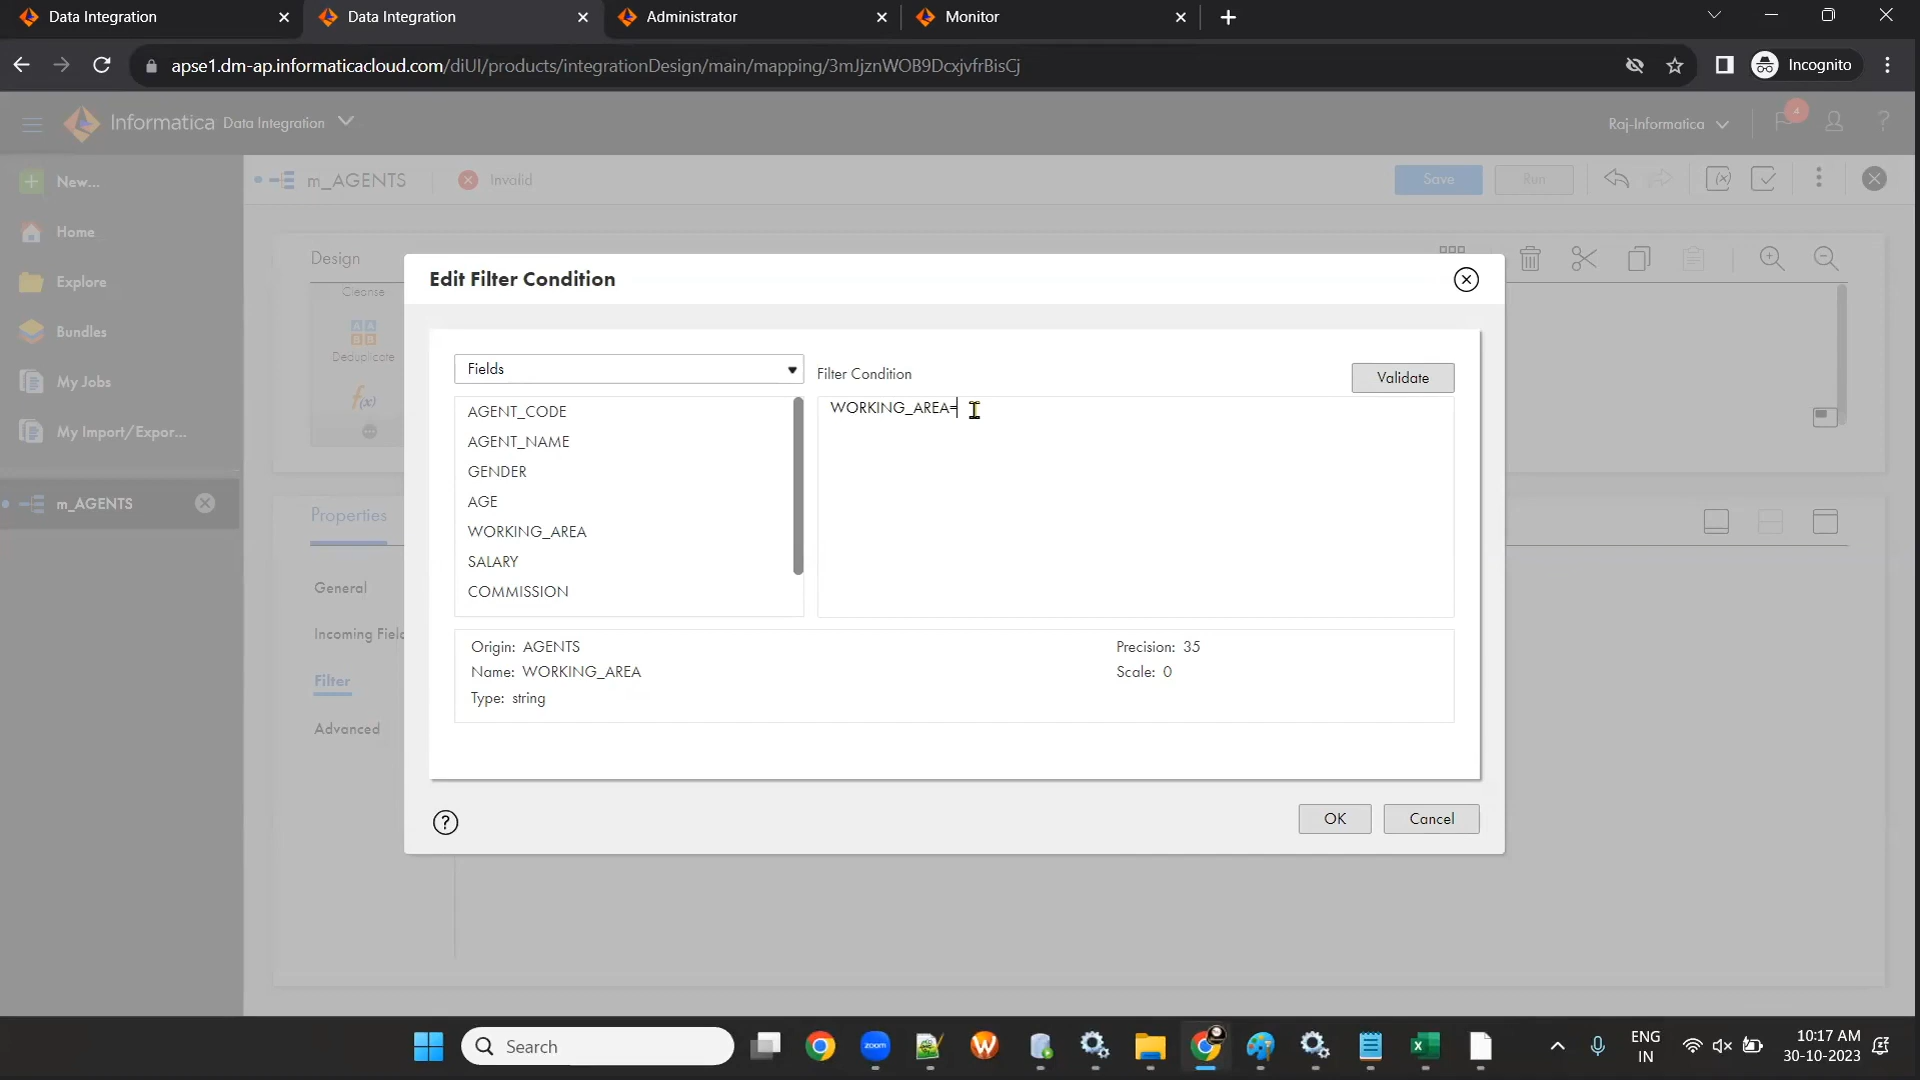 Data Integration
Data Integration
Administrator
Monitor
apse1.dm-ap.informaticacloud.com/diUI/products/integrationDesign/main/mapping/3mJjznWOB9DcxjvfrBisCj
Incognito
Informatica Data Integration
Raj-Informatica
4
?
New...
m_AGENTS
Invalid
Save
Run
Home
Explore
Bundles
My Jobs
My Import/Expor...
m_AGENTS
Design
Cleanse
Deduplicate
f(x)
Properties
General
Incoming Field
Filter
Advanced
Edit Filter Condition
Fields
Filter Condition
Validate
AGENT_CODE
AGENT_NAME
GENDER
AGE
WORKING_AREA
SALARY
COMMISSION
WORKING_AREA=
Origin: AGENTS
Name: WORKING_AREA
Type: string
Precision: 35
Scale: 0
?
OK
Cancel
Search
zoom
ENG
IN
10:17 AM
30-10-2023